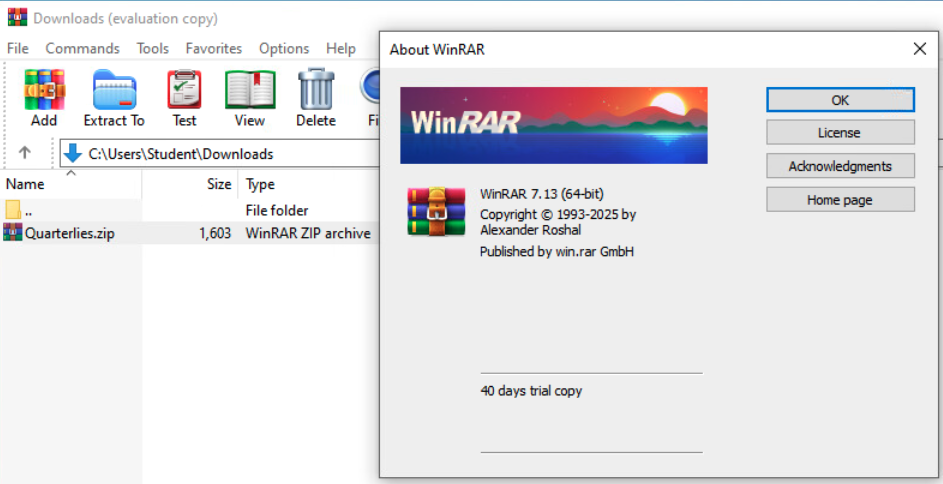 Downloads (evaluation copy)
File Commands Tools Favorites Options Help
Add Extract To Test View Delete
C:\Users\Student\Downloads
Name Size Type
.. File folder
Quarterlies.zip 1,603 WinRAR ZIP archive
About WinRAR
WinRAR
WinRAR 7.13 (64-bit)
Copyright © 1993-2025 by
Alexander Roshal
Published by win.rar GmbH
40 days trial copy
OK
License
Acknowledgments
Home page